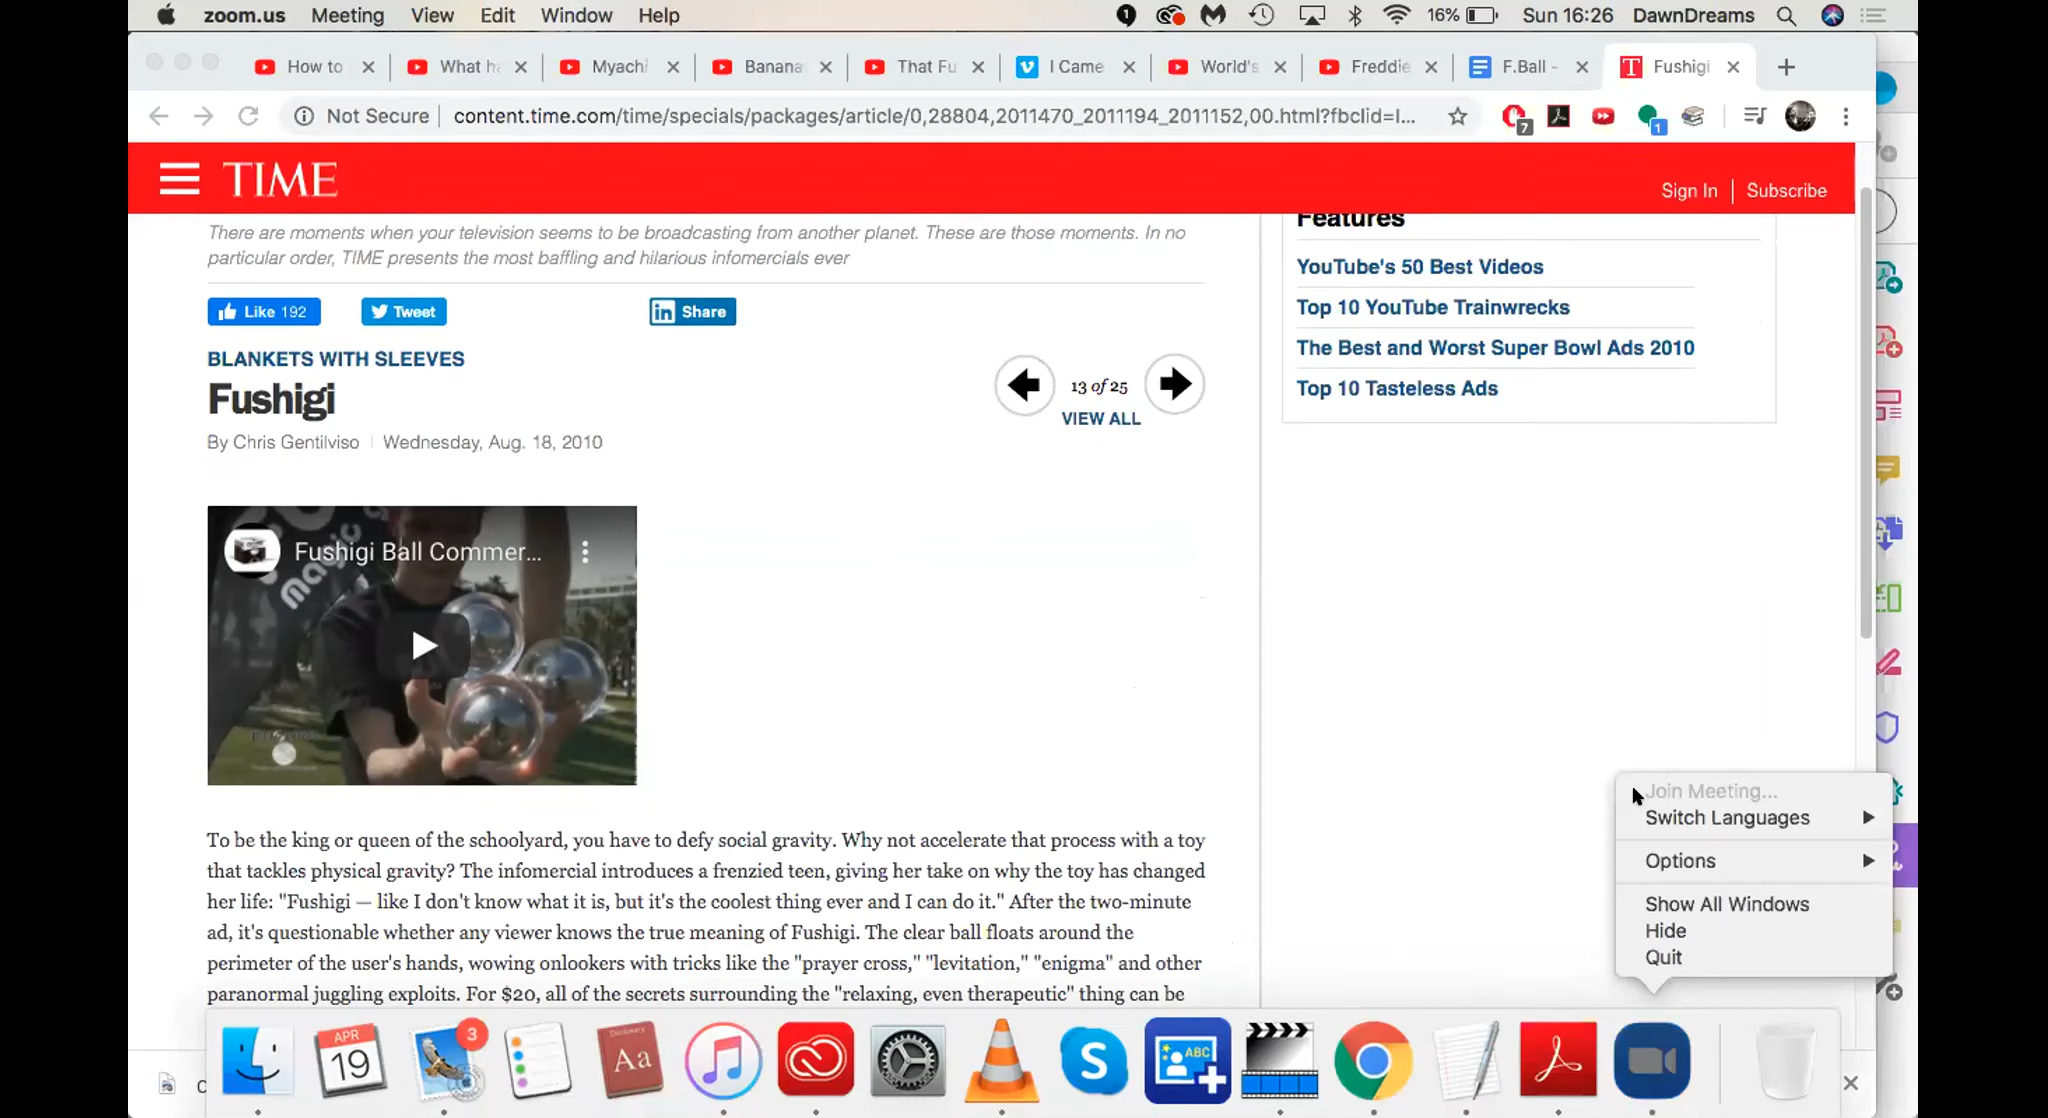 zoom.us Meeting View Edit Window Help 1 16% Sun 16:26 DawnDreams
How to What h Myachi Banana That Fu I Came World's Freddie F.Ball - Fushigi
Not Secure content.time.com/time/specials/packages/article/0,28804,2011470_2011194_2011152,00.html?fbclid=I... 7 1
TIME
Sign In Subscribe
There are moments when your television seems to be broadcasting from another planet. These are those moments. In no
particular order, TIME presents the most baffling and hilarious infomercials ever
Like 192 Tweet in Share
BLANKETS WITH SLEEVES
Fushigi
By Chris Gentilviso Wednesday, Aug. 18, 2010
13 of 25
VIEW ALL
Features
YouTube's 50 Best Videos
Top 10 YouTube Trainwrecks
The Best and Worst Super Bowl Ads 2010
Top 10 Tasteless Ads
Fushigi Ball Commer...
Magic
To be the king or queen of the schoolyard, you have to defy social gravity. Why not accelerate that process with a toy
that tackles physical gravity? The infomercial introduces a frenzied teen, giving her take on why the toy has changed
her life: "Fushigi — like I don't know what it is, but it's the coolest thing ever and I can do it." After the two-minute
ad, it's questionable whether any viewer knows the true meaning of Fushigi. The clear ball floats around the
perimeter of the user's hands, wowing onlookers with tricks like the "prayer cross," "levitation," "enigma" and other
paranormal juggling exploits. For $20, all of the secrets surrounding the "relaxing, even therapeutic" thing can be
Join Meeting...
Switch Languages
Options
Show All Windows
Hide
Quit
APR
19
3
Dictionary
Aa
S
ABC